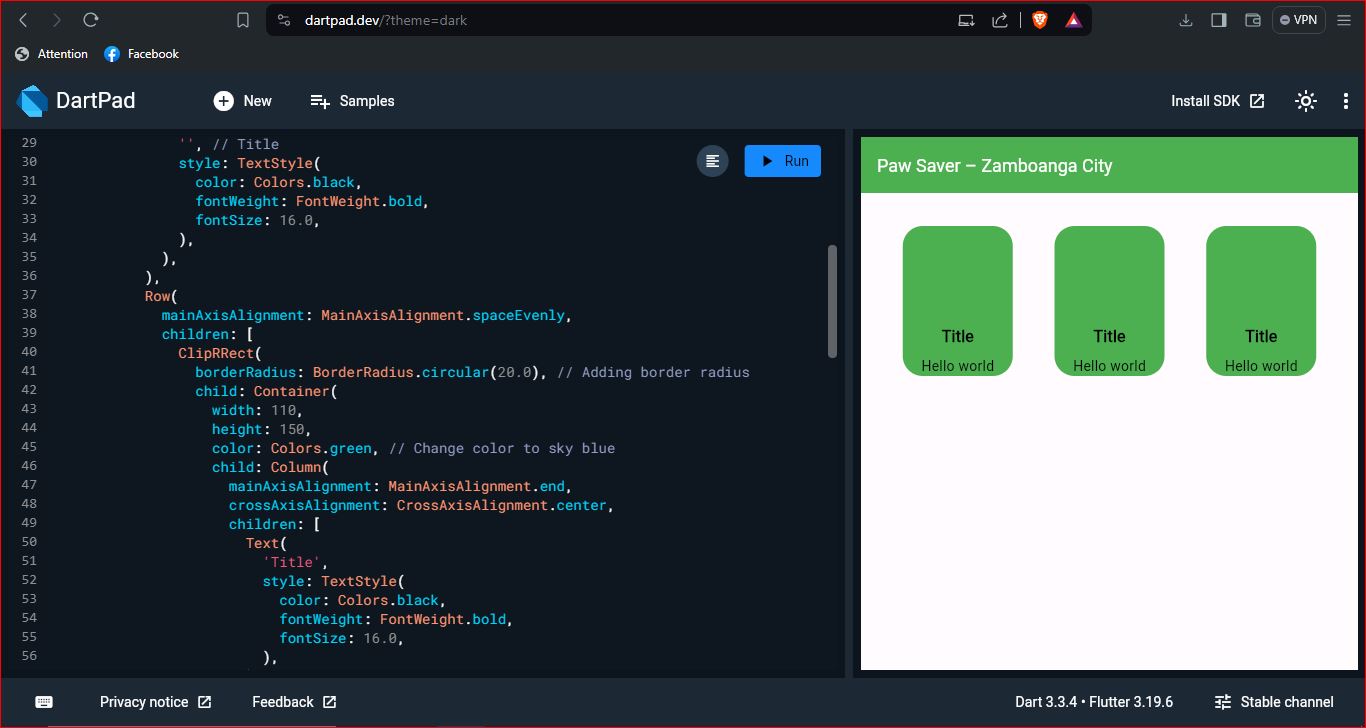 dartpad.dev/?theme=dark
VPN
Attention
Facebook
DartPad
New
Samples
Install SDK
29 '', // Title
30 style: TextStyle(
31 color: Colors.black,
32 fontWeight: FontWeight.bold,
33 fontSize: 16.0,
34 ),
35 ),
36 ),
37 Row(
38 mainAxisAlignment: MainAxisAlignment.spaceEvenly,
39 children: [
40 ClipRRect(
41 borderRadius: BorderRadius.circular(20.0), // Adding border radius
42 child: Container(
43 width: 110,
44 height: 150,
45 color: Colors.green, // Change color to sky blue
46 child: Column(
47 mainAxisAlignment: MainAxisAlignment.end,
48 crossAxisAlignment: CrossAxisAlignment.center,
49 children: [
50 Text(
51 'Title',
52 style: TextStyle(
53 color: Colors.black,
54 fontWeight: FontWeight.bold,
55 fontSize: 16.0,
56 ),
Run
Paw Saver – Zamboanga City
Title
Hello world
Title
Hello world
Title
Hello world
Privacy notice
Feedback
Dart 3.3.4 • Flutter 3.19.6
Stable channel